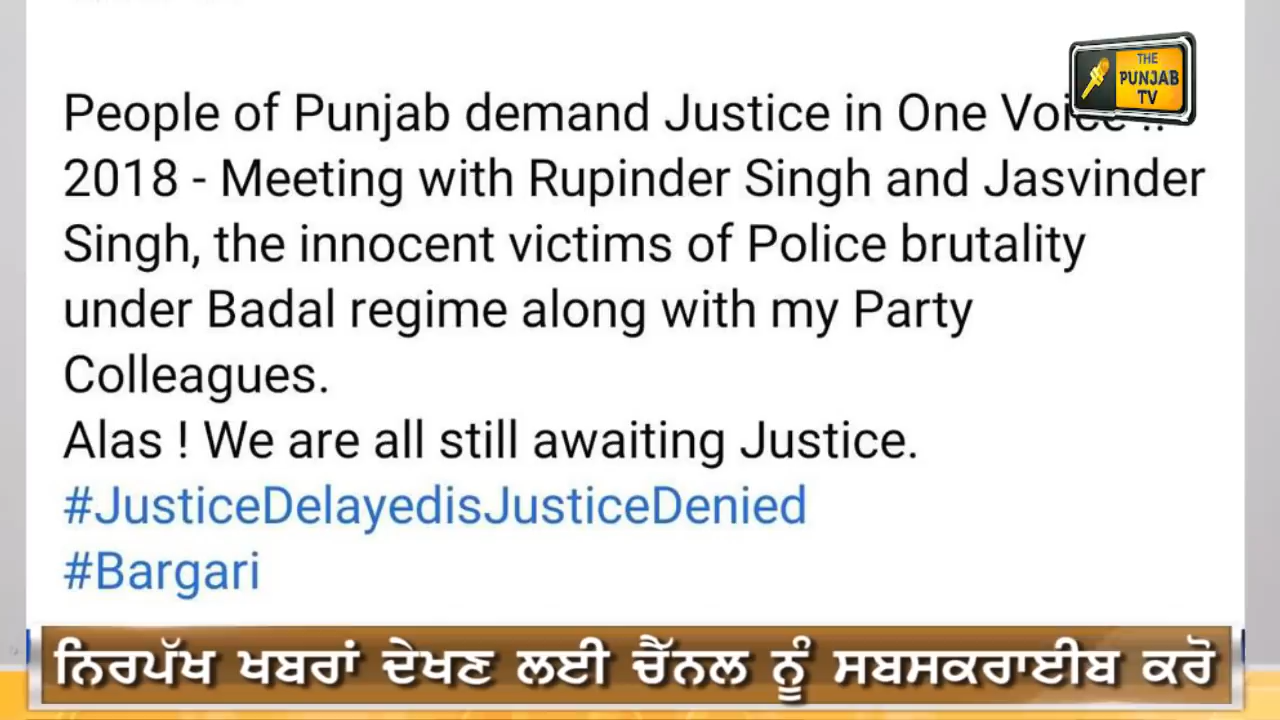 THE
PUNJAB
TV
People of Punjab demand Justice in One Voice ..
2018 - Meeting with Rupinder Singh and Jasvinder
Singh, the innocent victims of Police brutality
under Badal regime along with my Party
Colleagues.
Alas ! We are all still awaiting Justice.
#JusticeDelayedisJusticeDenied
#Bargari
ਨਿਰਪੱਖ ਖਬਰਾਂ ਦੇਖਣ ਲਈ ਚੈੱਨਲ ਨੂੰ ਸਬਸਕਰਾਈਬ ਕਰੋ